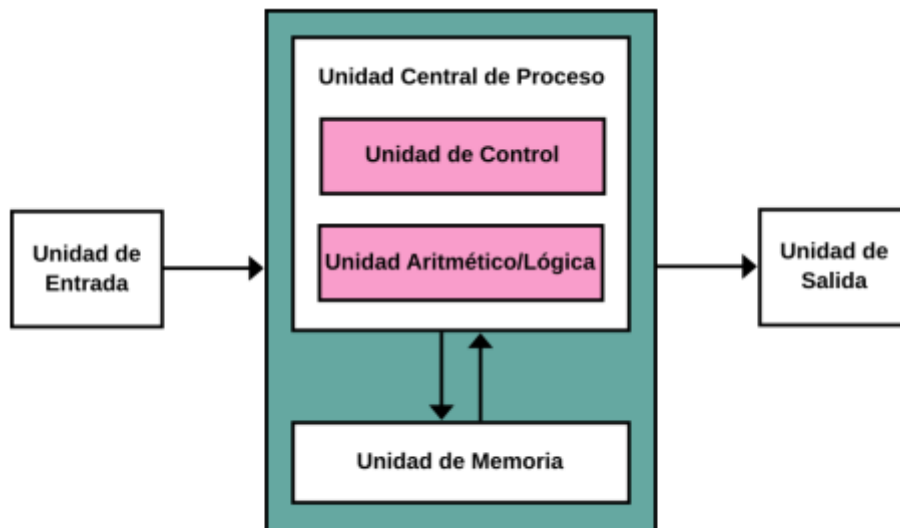 Unidad Central de Proceso
Unidad de Control
Unidad Aritmético/Lógica
Unidad de
Entrada
Unidad de
Salida
Unidad de Memoria